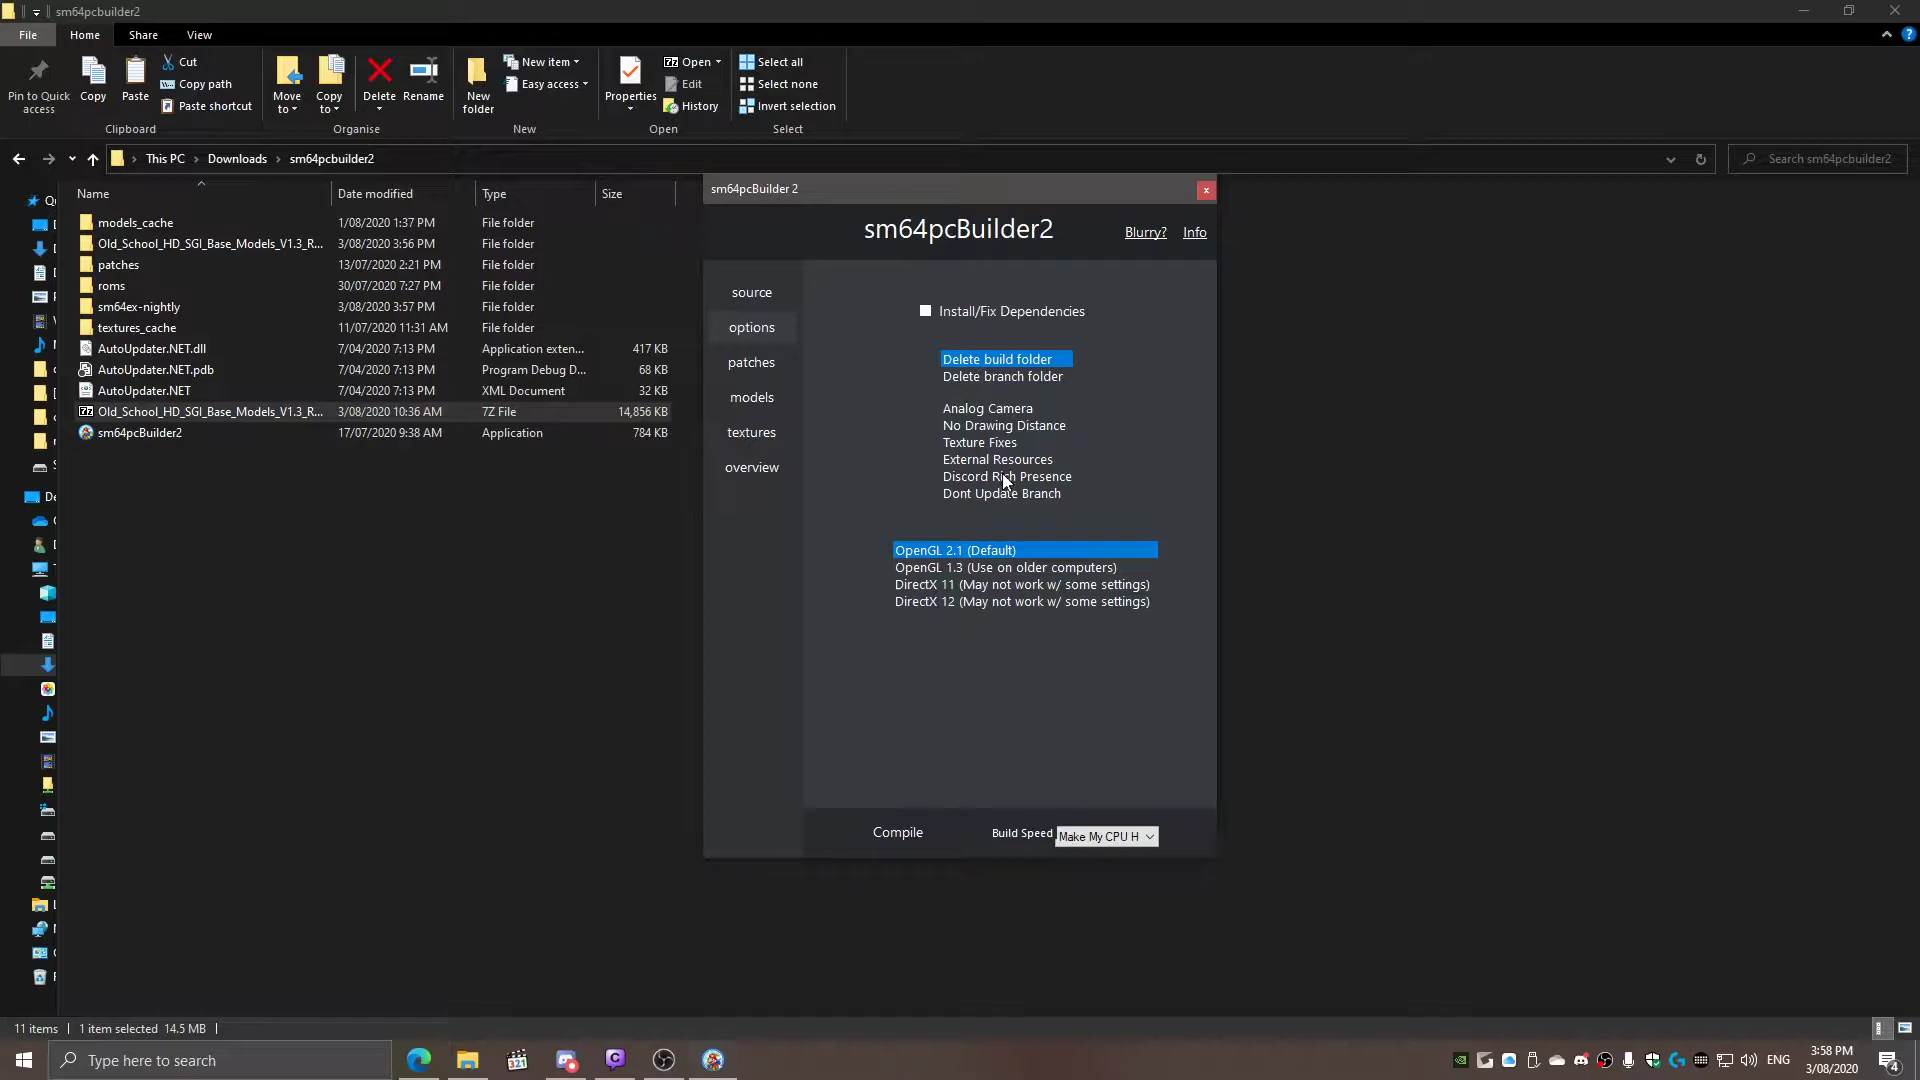 sm64pcbuilder2
File
Home
Share
View
Pin to Quick access
Copy
Paste
Cut
Copy path
Paste shortcut
Clipboard
Move to
Copy to
Delete
Rename
Organise
New folder
New item
Easy access
New
Properties
Open
Edit
History
Open
Select all
Select none
Invert selection
Select
This PC
Downloads
sm64pcbuilder2
Search sm64pcbuilder2
Name
Date modified
Type
Size
models_cache 1/08/2020 1:37 PM File folder
Old_School_HD_SGI_Base_Models_V1.3_R... 3/08/2020 3:56 PM File folder
patches 13/07/2020 2:21 PM File folder
roms 30/07/2020 7:27 PM File folder
sm64ex-nightly 3/08/2020 3:57 PM File folder
textures_cache 11/07/2020 11:31 AM File folder
AutoUpdater.NET.dll 7/04/2020 7:13 PM Application exten... 417 KB
AutoUpdater.NET.pdb 7/04/2020 7:13 PM Program Debug D... 68 KB
AutoUpdater.NET 7/04/2020 7:13 PM XML Document 32 KB
Old_School_HD_SGI_Base_Models_V1.3_R... 3/08/2020 10:36 AM 7Z File 14,856 KB
sm64pcBuilder2 17/07/2020 9:38 AM Application 784 KB
sm64pcBuilder 2
sm64pcBuilder2
Blurry?
Info
source
options
patches
models
textures
overview
Install/Fix Dependencies
Delete build folder
Delete branch folder
Analog Camera
No Drawing Distance
Texture Fixes
External Resources
Discord Rich Presence
Dont Update Branch
OpenGL 2.1 (Default)
OpenGL 1.3 (Use on older computers)
DirectX 11 (May not work w/ some settings)
DirectX 12 (May not work w/ some settings)
Compile
Build Speed
Make My CPU H
11 items
1 item selected 14.5 MB
Type here to search
ENG
3:58 PM
3/08/2020
4